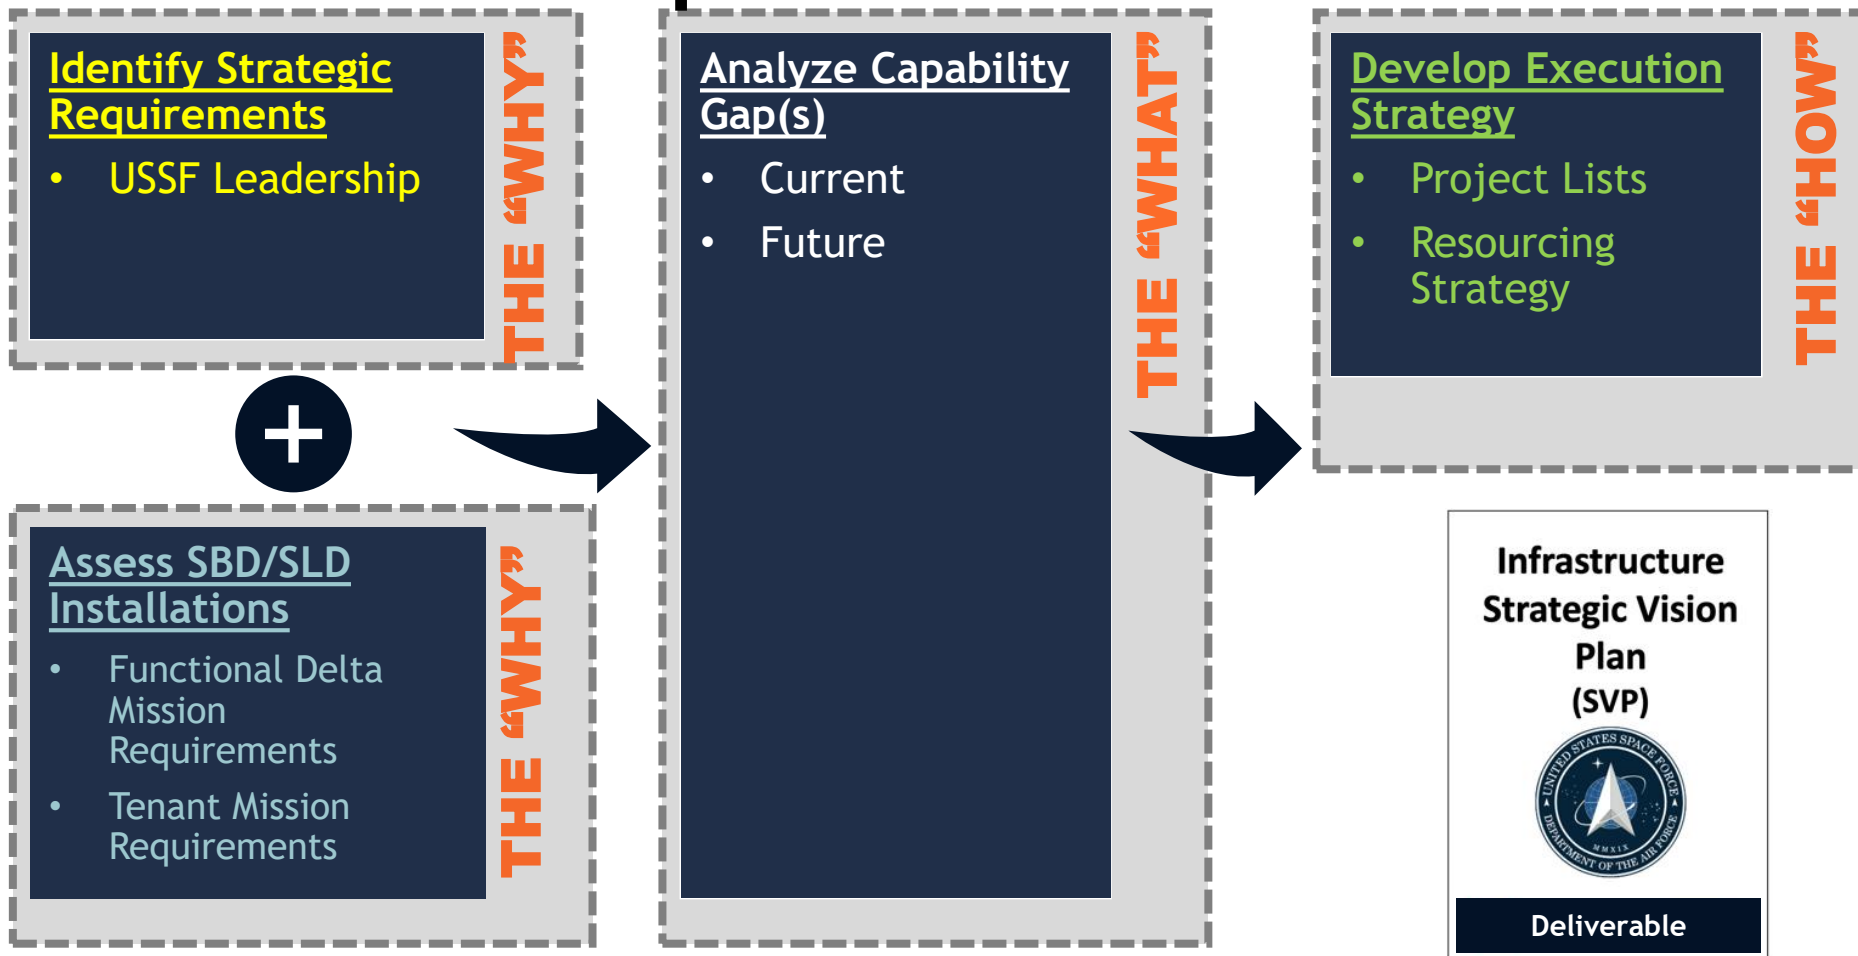 Identify Strategic
Requirements
• USSF Leadership
THE “WHY”
+
Assess SBD/SLD
Installations
• Functional Delta
Mission
Requirements
• Tenant Mission
Requirements
THE “WHY”
Analyze Capability
Gap(s)
• Current
• Future
THE “WHAT”
Develop Execution
Strategy
• Project Lists
• Resourcing
Strategy
THE “HOW”
Infrastructure
Strategic Vision
Plan
(SVP)
UNITED STATES SPACE FORCE
MMXIX
DEPARTMENT OF THE AIR FORCE
Deliverable